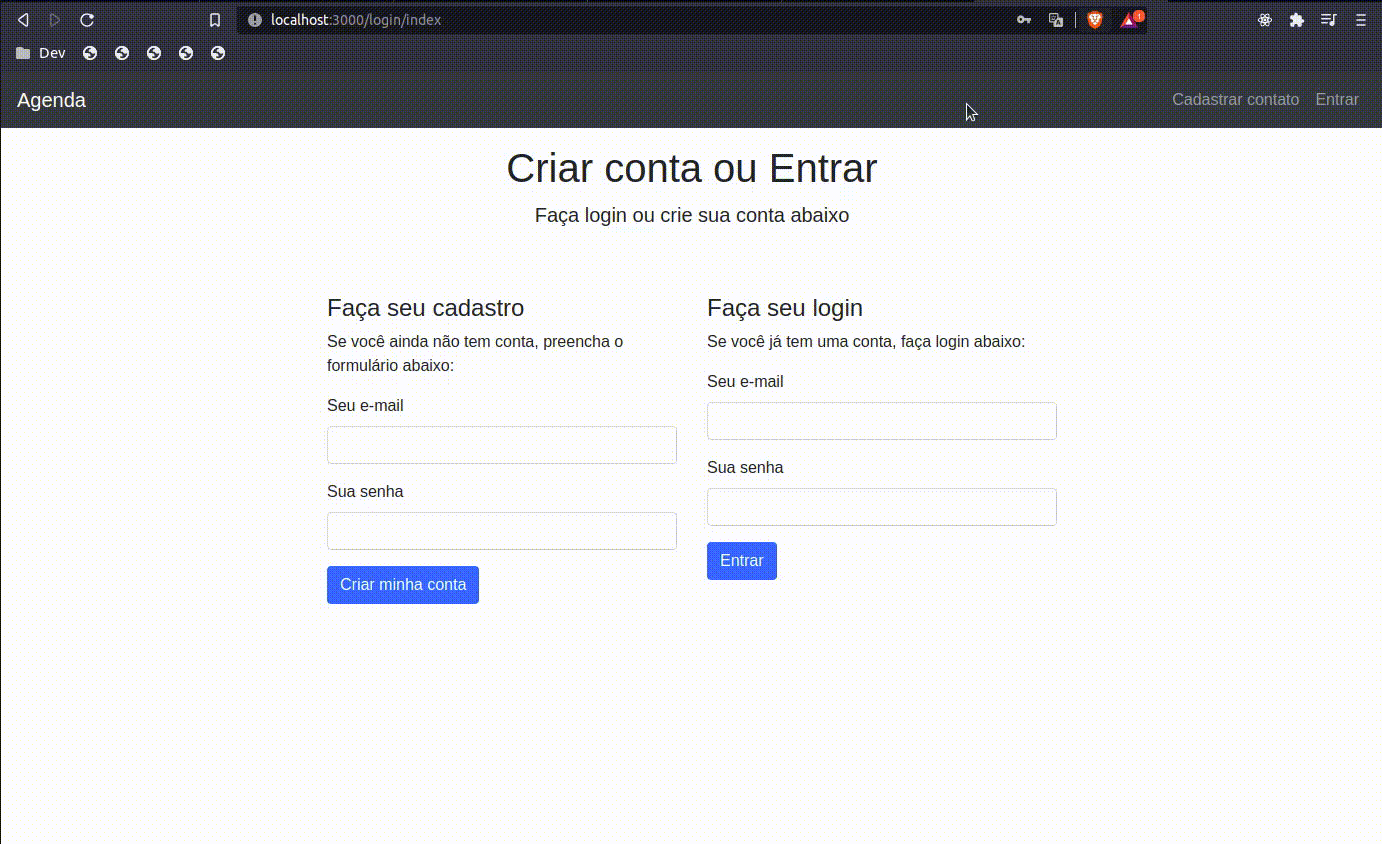 localhost:3000/login/index
1
Dev
Agenda
Cadastrar contato
Entrar
Criar conta ou Entrar
Faça login ou crie sua conta abaixo
Faça seu cadastro
Se você ainda não tem conta, preencha o
formulário abaixo:
Seu e-mail
Sua senha
Criar minha conta
Faça seu login
Se você já tem uma conta, faça login abaixo:
Seu e-mail
Sua senha
Entrar